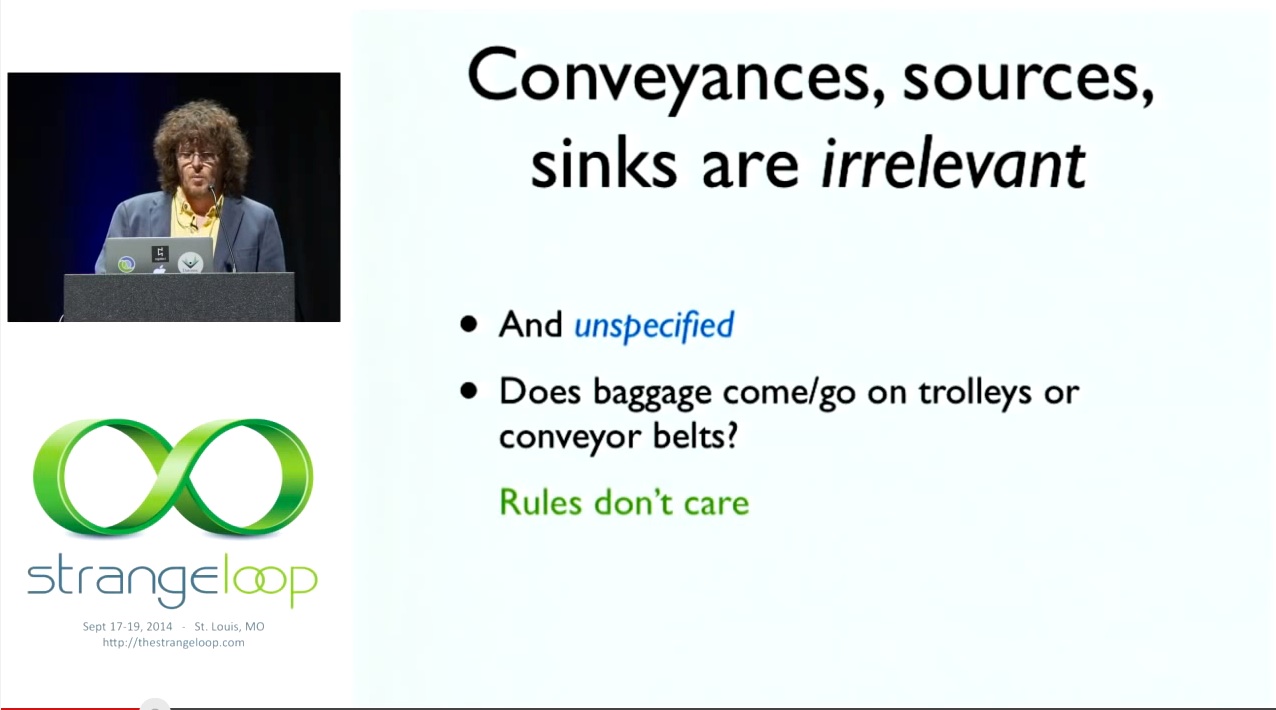 Conveyances, sources,
sinks are irrelevant
And unspecified
Does baggage come/go on trolleys or
conveyor belts?
Rules don't care
strangeloop
Sept 17-19, 2014 - St. Louis, MO
http://thestrangeloop.com